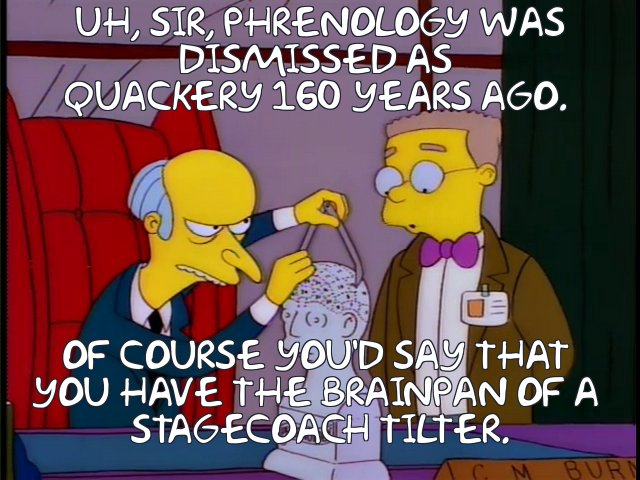 UH, SIR, PHRENOLOGY WAS
DISMISSED AS
QUACKERY 160 YEARS AGO.
OF COURSE YOU'D SAY THAT
YOU HAVE THE BRAINPAN OF A
STAGECOACH TILTER.
C M BURN